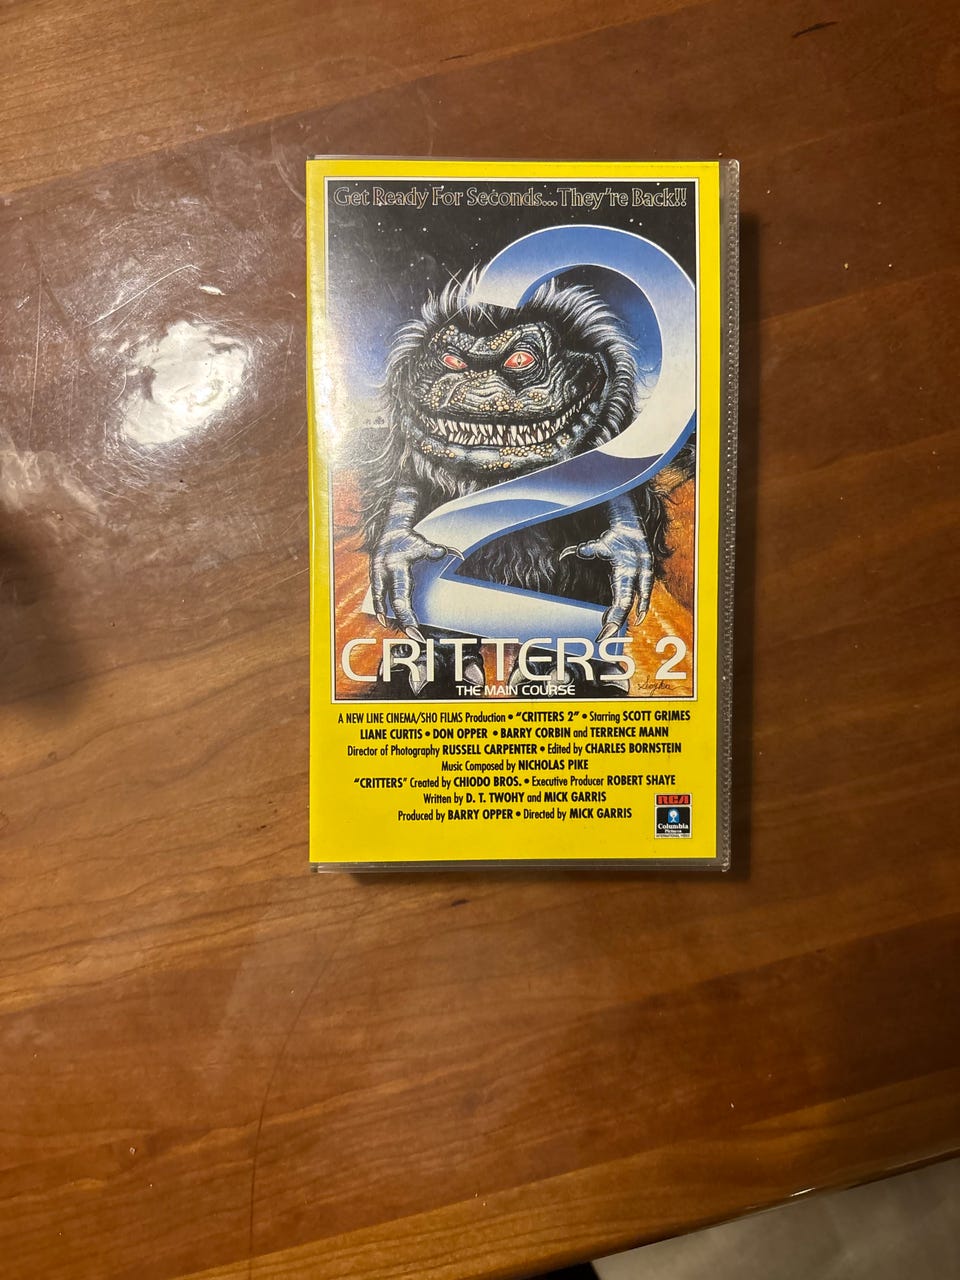 Get Ready For Seconds... They're Back!!
CRITTERS 2
THE MAIN COURSE
A NEW LINE CINEMA/SHO FILMS Production • "CRITTERS 2" • Starring SCOTT GRIMES
LIANE CURTIS • DON OPPER • BARRY CORBIN and TERRENCE MANN
Director of Photography RUSSELL CARPENTER • Edited by CHARLES BORNSTEIN
Music Composed by NICHOLAS PIKE
"CRITTERS" Created by CHIODO BROS. • Executive Producer ROBERT SHAYE
Written by D. T. TWOHY and MICK GARRIS
Produced by BARRY OPPER • Directed by MICK GARRIS
RCA
Columbia
Pictures
INTERNATIONAL VIDEO